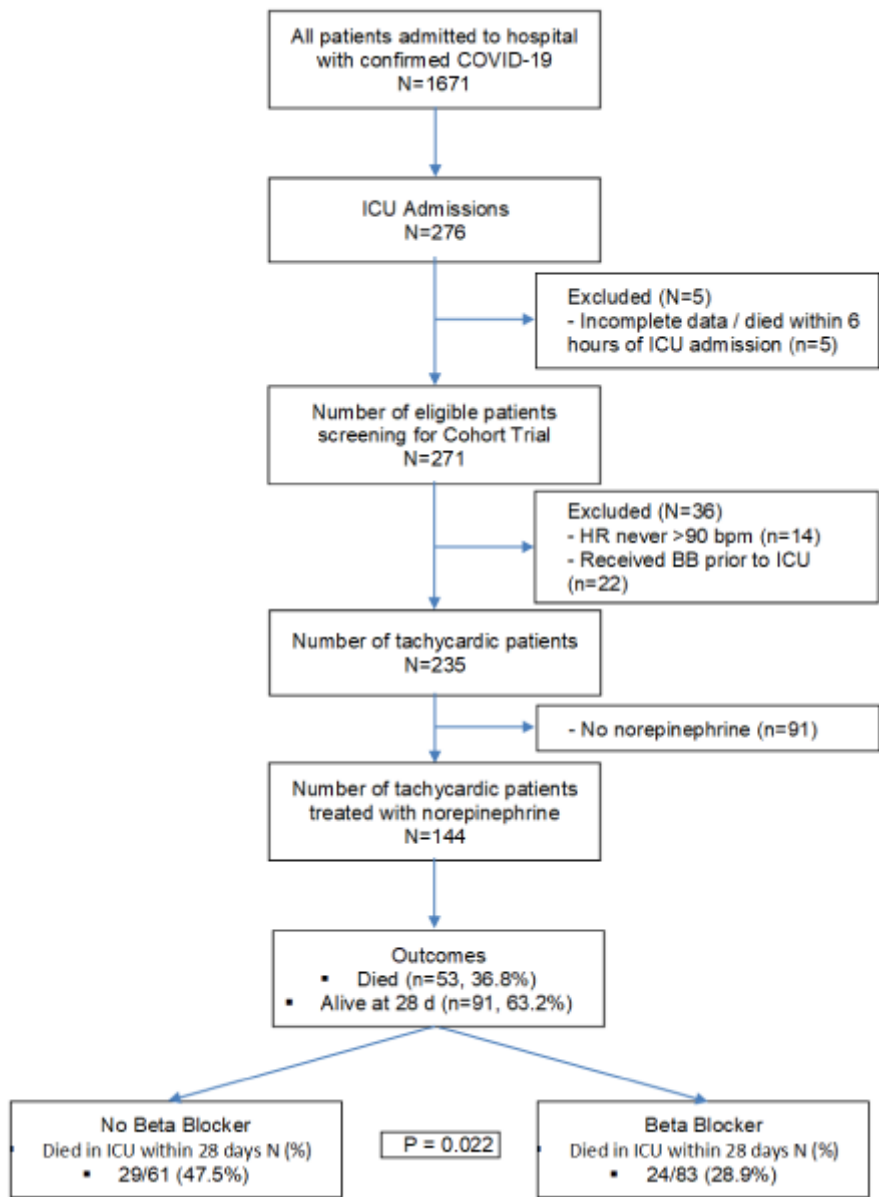 All patients admitted to hospital
with confirmed COVID-19
N=1671
ICU Admissions
N=276
Excluded (N=5)
- Incomplete data / died within 6
hours of ICU admission (n=5)
Number of eligible patients
screening for Cohort Trial
N=271
Excluded (N=36)
- HR never >90 bpm (n=14)
- Received BB prior to ICU
(n=22)
Number of tachycardic patients
N=235
- No norepinephrine (n=91)
Number of tachycardic patients
treated with norepinephrine
N=144
Outcomes
▪ Died (n=53, 36.8%)
▪ Alive at 28 d (n=91, 63.2%)
No Beta Blocker
▪ Died in ICU within 28 days N (%)
▪ 29/61 (47.5%)
P = 0.022
Beta Blocker
▪ Died in ICU within 28 days N (%)
▪ 24/83 (28.9%)